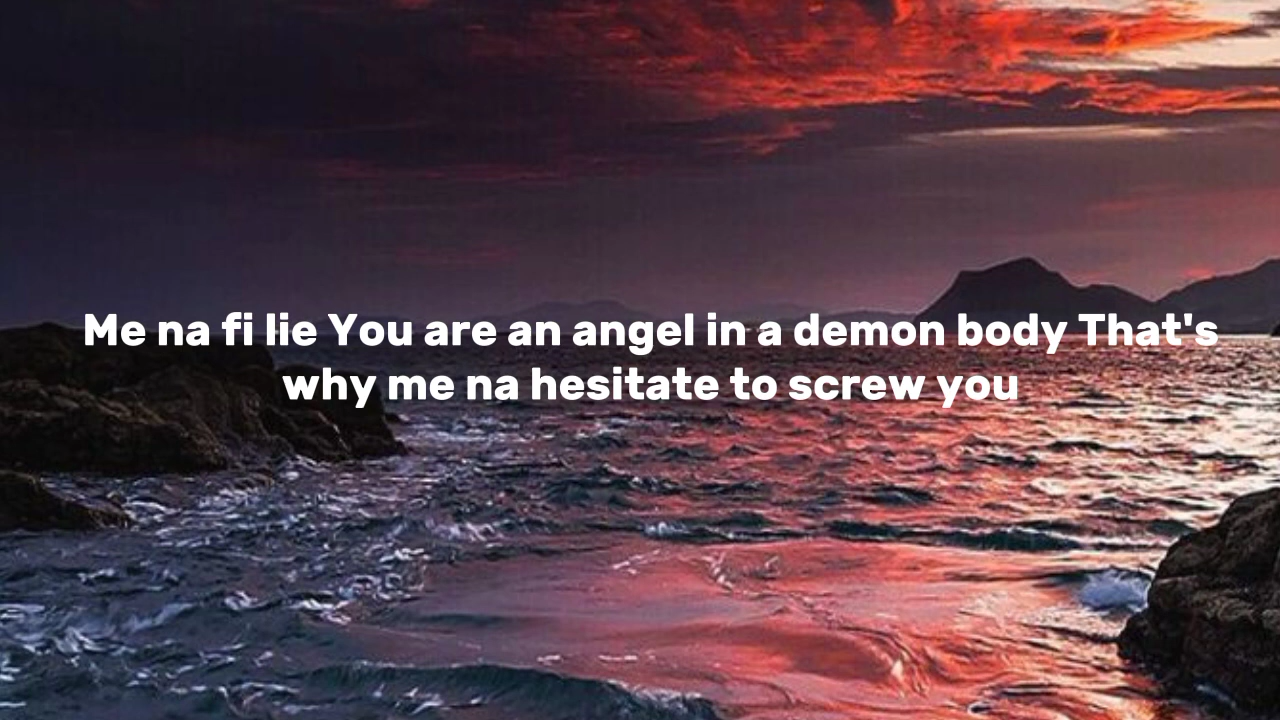 Me na fi lie You are an angel in a demon body That's
why me na hesitate to screw you